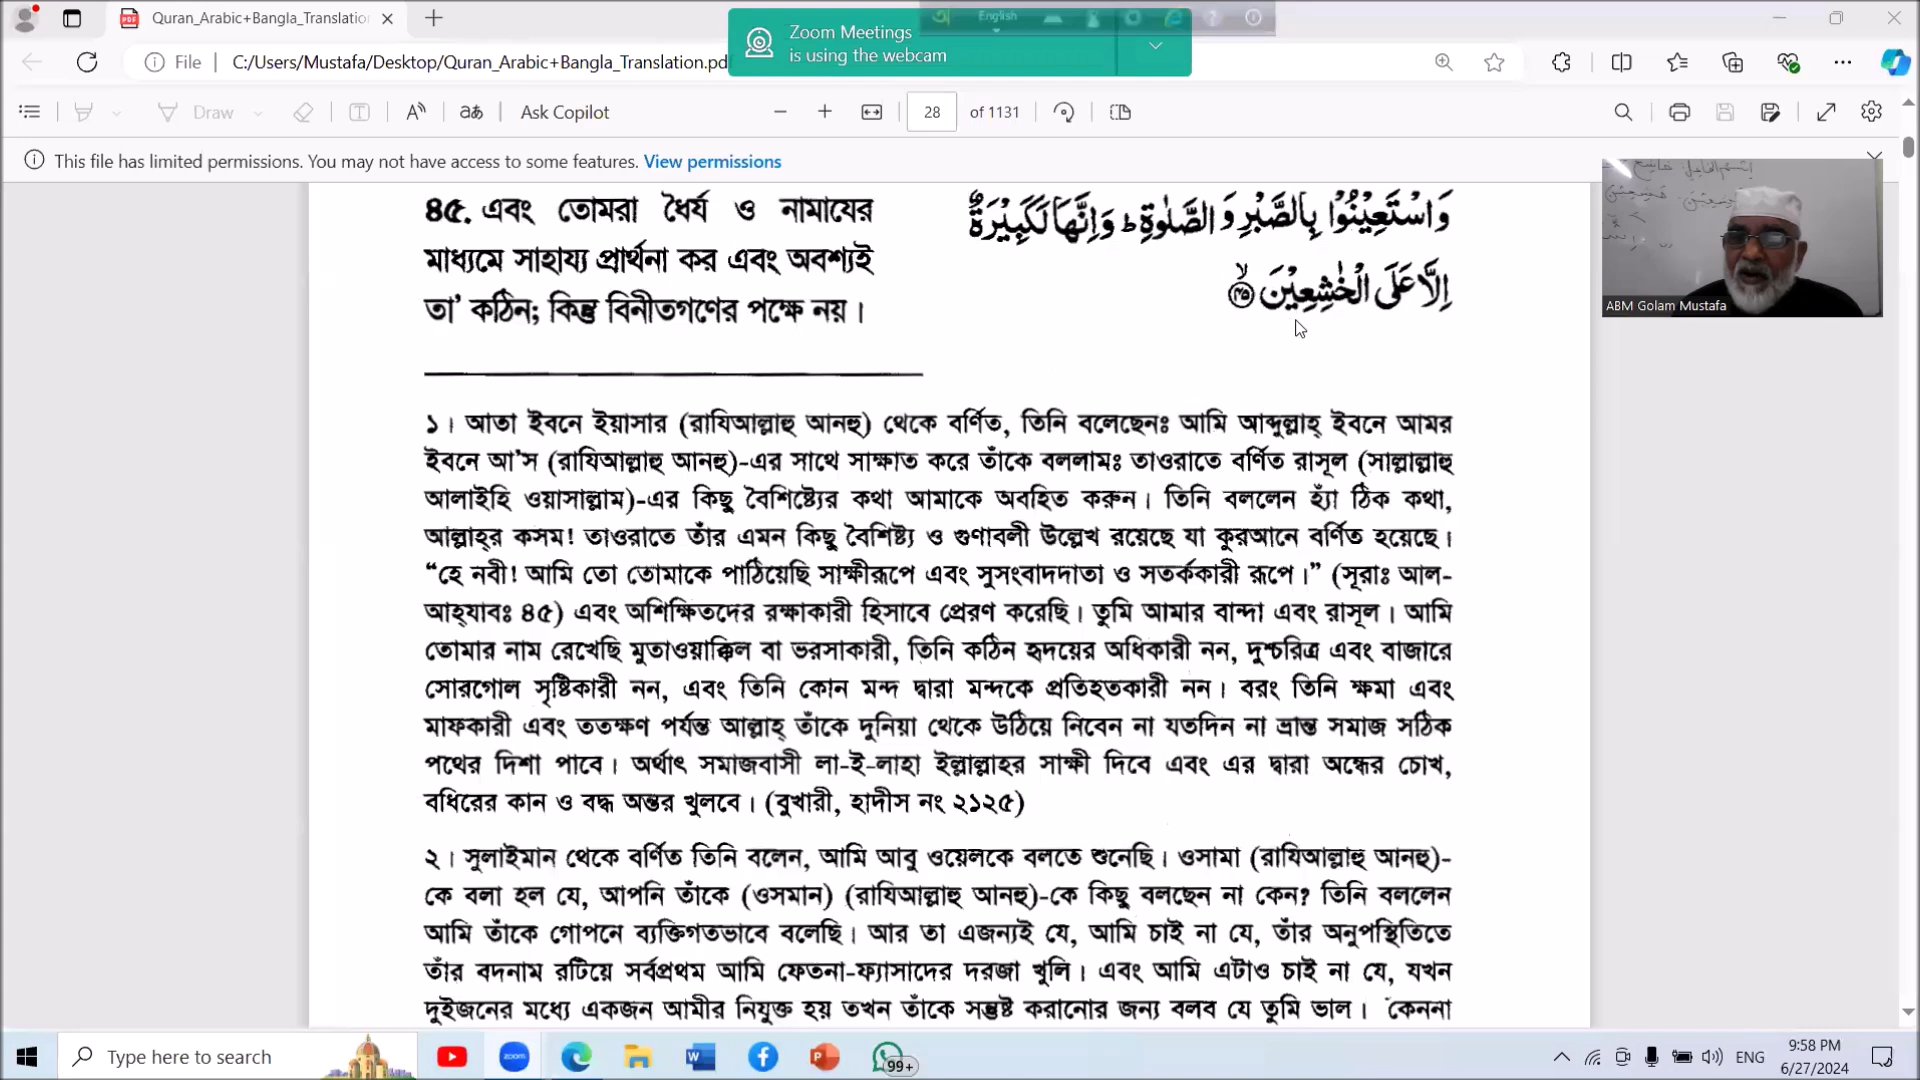 Quran_Arabic+Bangla_Translation
English
Zoom Meetings
is using the webcam
File
C:/Users/Mustafa/Desktop/Quran_Arabic+Bangla_Translation.pd
Draw
Ask Copilot
28
of 1131
This file has limited permissions. You may not have access to some features. View permissions
৪৫. এবং তোমরা ধৈর্য ও নামাযের
মাধ্যমে সাহায্য প্রার্থনা কর এবং অবশ্যই
তা’ কঠিন; কিন্তু বিনীতগণের পক্ষে নয়।
وَاسْتَعِيْنُوْا بِالصَّبْرِ وَ الصَّلٰوةِ ؕ وَاِنَّهَا لَكَبِيْرَةٌ
اِلَّا عَلَى الْخٰشِعِيْنَ ۙ ﴿۴۵﴾
ABM Golam Mustafa
১। আতা ইবনে ইয়াসার (রাযিআল্লাহু আনহু) থেকে বর্ণিত, তিনি বলেছেনঃ আমি আব্দুল্লাহ্ ইবনে আমর
ইবনে আ’স (রাযিআল্লাহু আনহু)-এর সাথে সাক্ষাত করে তাঁকে বললামঃ তাওরাতে বর্ণিত রাসূল (সাল্লাল্লাহু
আলাইহি ওয়াসাল্লাম)-এর কিছু বৈশিষ্ট্যের কথা আমাকে অবহিত করুন। তিনি বললেন হ্যাঁ ঠিক কথা,
আল্লাহ্‌র কসম! তাওরাতে তাঁর এমন কিছু বৈশিষ্ট্য ও গুণাবলী উল্লেখ রয়েছে যা কুরআনে বর্ণিত হয়েছে।
“হে নবী! আমি তো তোমাকে পাঠিয়েছি সাক্ষীরূপে এবং সুসংবাদদাতা ও সতর্ককারী রূপে।” (সূরাঃ আল-
আহ্‌যাবঃ ৪৫) এবং অশিক্ষিতদের রক্ষাকারী হিসাবে প্রেরণ করেছি। তুমি আমার বান্দা এবং রাসূল। আমি
তোমার নাম রেখেছি মুতাওয়াক্কিল বা ভরসাকারী, তিনি কঠিন হৃদয়ের অধিকারী নন, দুশ্চরিত্র এবং বাজারে
সোরগোল সৃষ্টিকারী নন, এবং তিনি কোন মন্দ দ্বারা মন্দকে প্রতিহতকারী নন। বরং তিনি ক্ষমা এবং
মাফকারী এবং ততক্ষণ পর্যন্ত আল্লাহ্ তাঁকে দুনিয়া থেকে উঠিয়ে নিবেন না যতদিন না ভ্রান্ত সমাজ সঠিক
পথের দিশা পাবে। অর্থাৎ সমাজবাসী লা-ই-লাহা ইল্লাল্লাহর সাক্ষী দিবে এবং এর দ্বারা অন্ধের চোখ,
বধিরের কান ও বদ্ধ অন্তর খুলবে। (বুখারী, হাদীস নং ২১২৫)
২। সুলাইমান থেকে বর্ণিত তিনি বলেন, আমি আবু ওয়েলকে বলতে শুনেছি। ওসামা (রাযিআল্লাহু আনহু)-
কে বলা হল যে, আপনি তাঁকে (ওসমান) (রাযিআল্লাহু আনহু)-কে কিছু বলছেন না কেন? তিনি বললেন
আমি তাঁকে গোপনে ব্যক্তিগতভাবে বলেছি। আর তা এজন্যই যে, আমি চাই না যে, তাঁর অনুপস্থিতিতে
তাঁর বদনাম রটিয়ে সর্বপ্রথম আমি ফেতনা-ফ্যাসাদের দরজা খুলি। এবং আমি এটাও চাই না যে, যখন
দুইজনের মধ্যে একজন আমীর নিযুক্ত হয় তখন তাঁকে সন্তুষ্ট করানোর জন্য বলব যে তুমি ভাল। কেননা
Type here to search
99+
ENG
9:58 PM
6/27/2024